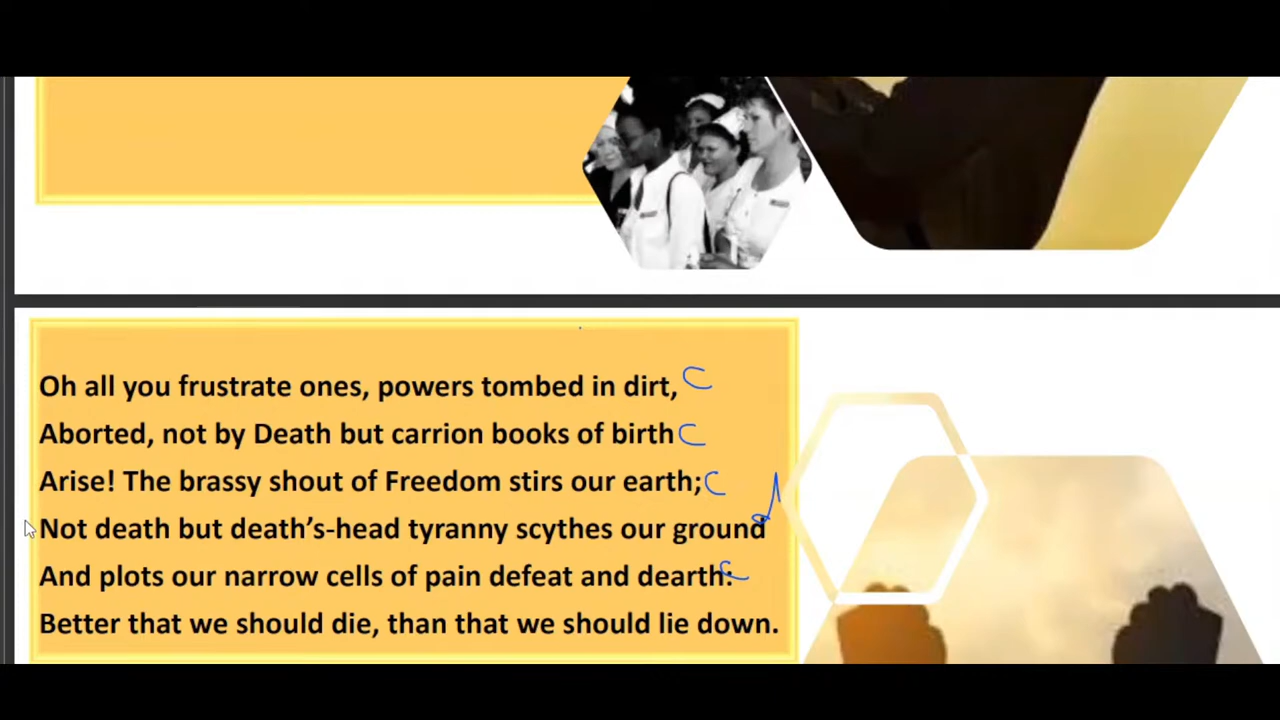 Oh all you frustrate ones, powers tombed in dirt, C
Aborted, not by Death but carrion books of birth C
Arise! The brassy shout of Freedom stirs our earth; C
Not death but death’s-head tyranny scythes our ground d
And plots our narrow cells of pain defeat and dearth: C
Better that we should die, than that we should lie down.